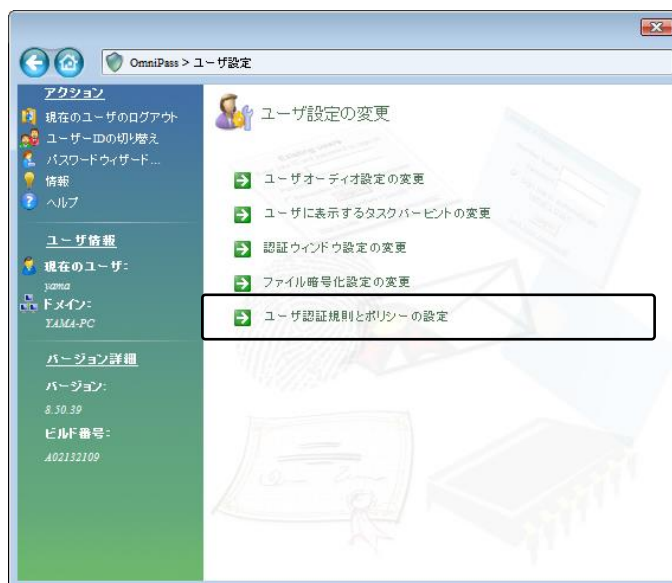 OmniPass > ユーザ設定
アクション
現在のユーザのログアウト
ユーザーIDの切り替え
パスワードウィザード...
情報
ヘルプ
ユーザ情報
現在のユーザ:
yama
ドメイン:
YAMA-PC
バージョン詳細
バージョン:
8.50.39
ビルド番号:
A02132109
ユーザ設定の変更
ユーザオーディオ設定の変更
ユーザに表示するタスクバーヒントの変更
認証ウィンドウ設定の変更
ファイル暗号化設定の変更
ユーザ認証規則とポリシーの設定